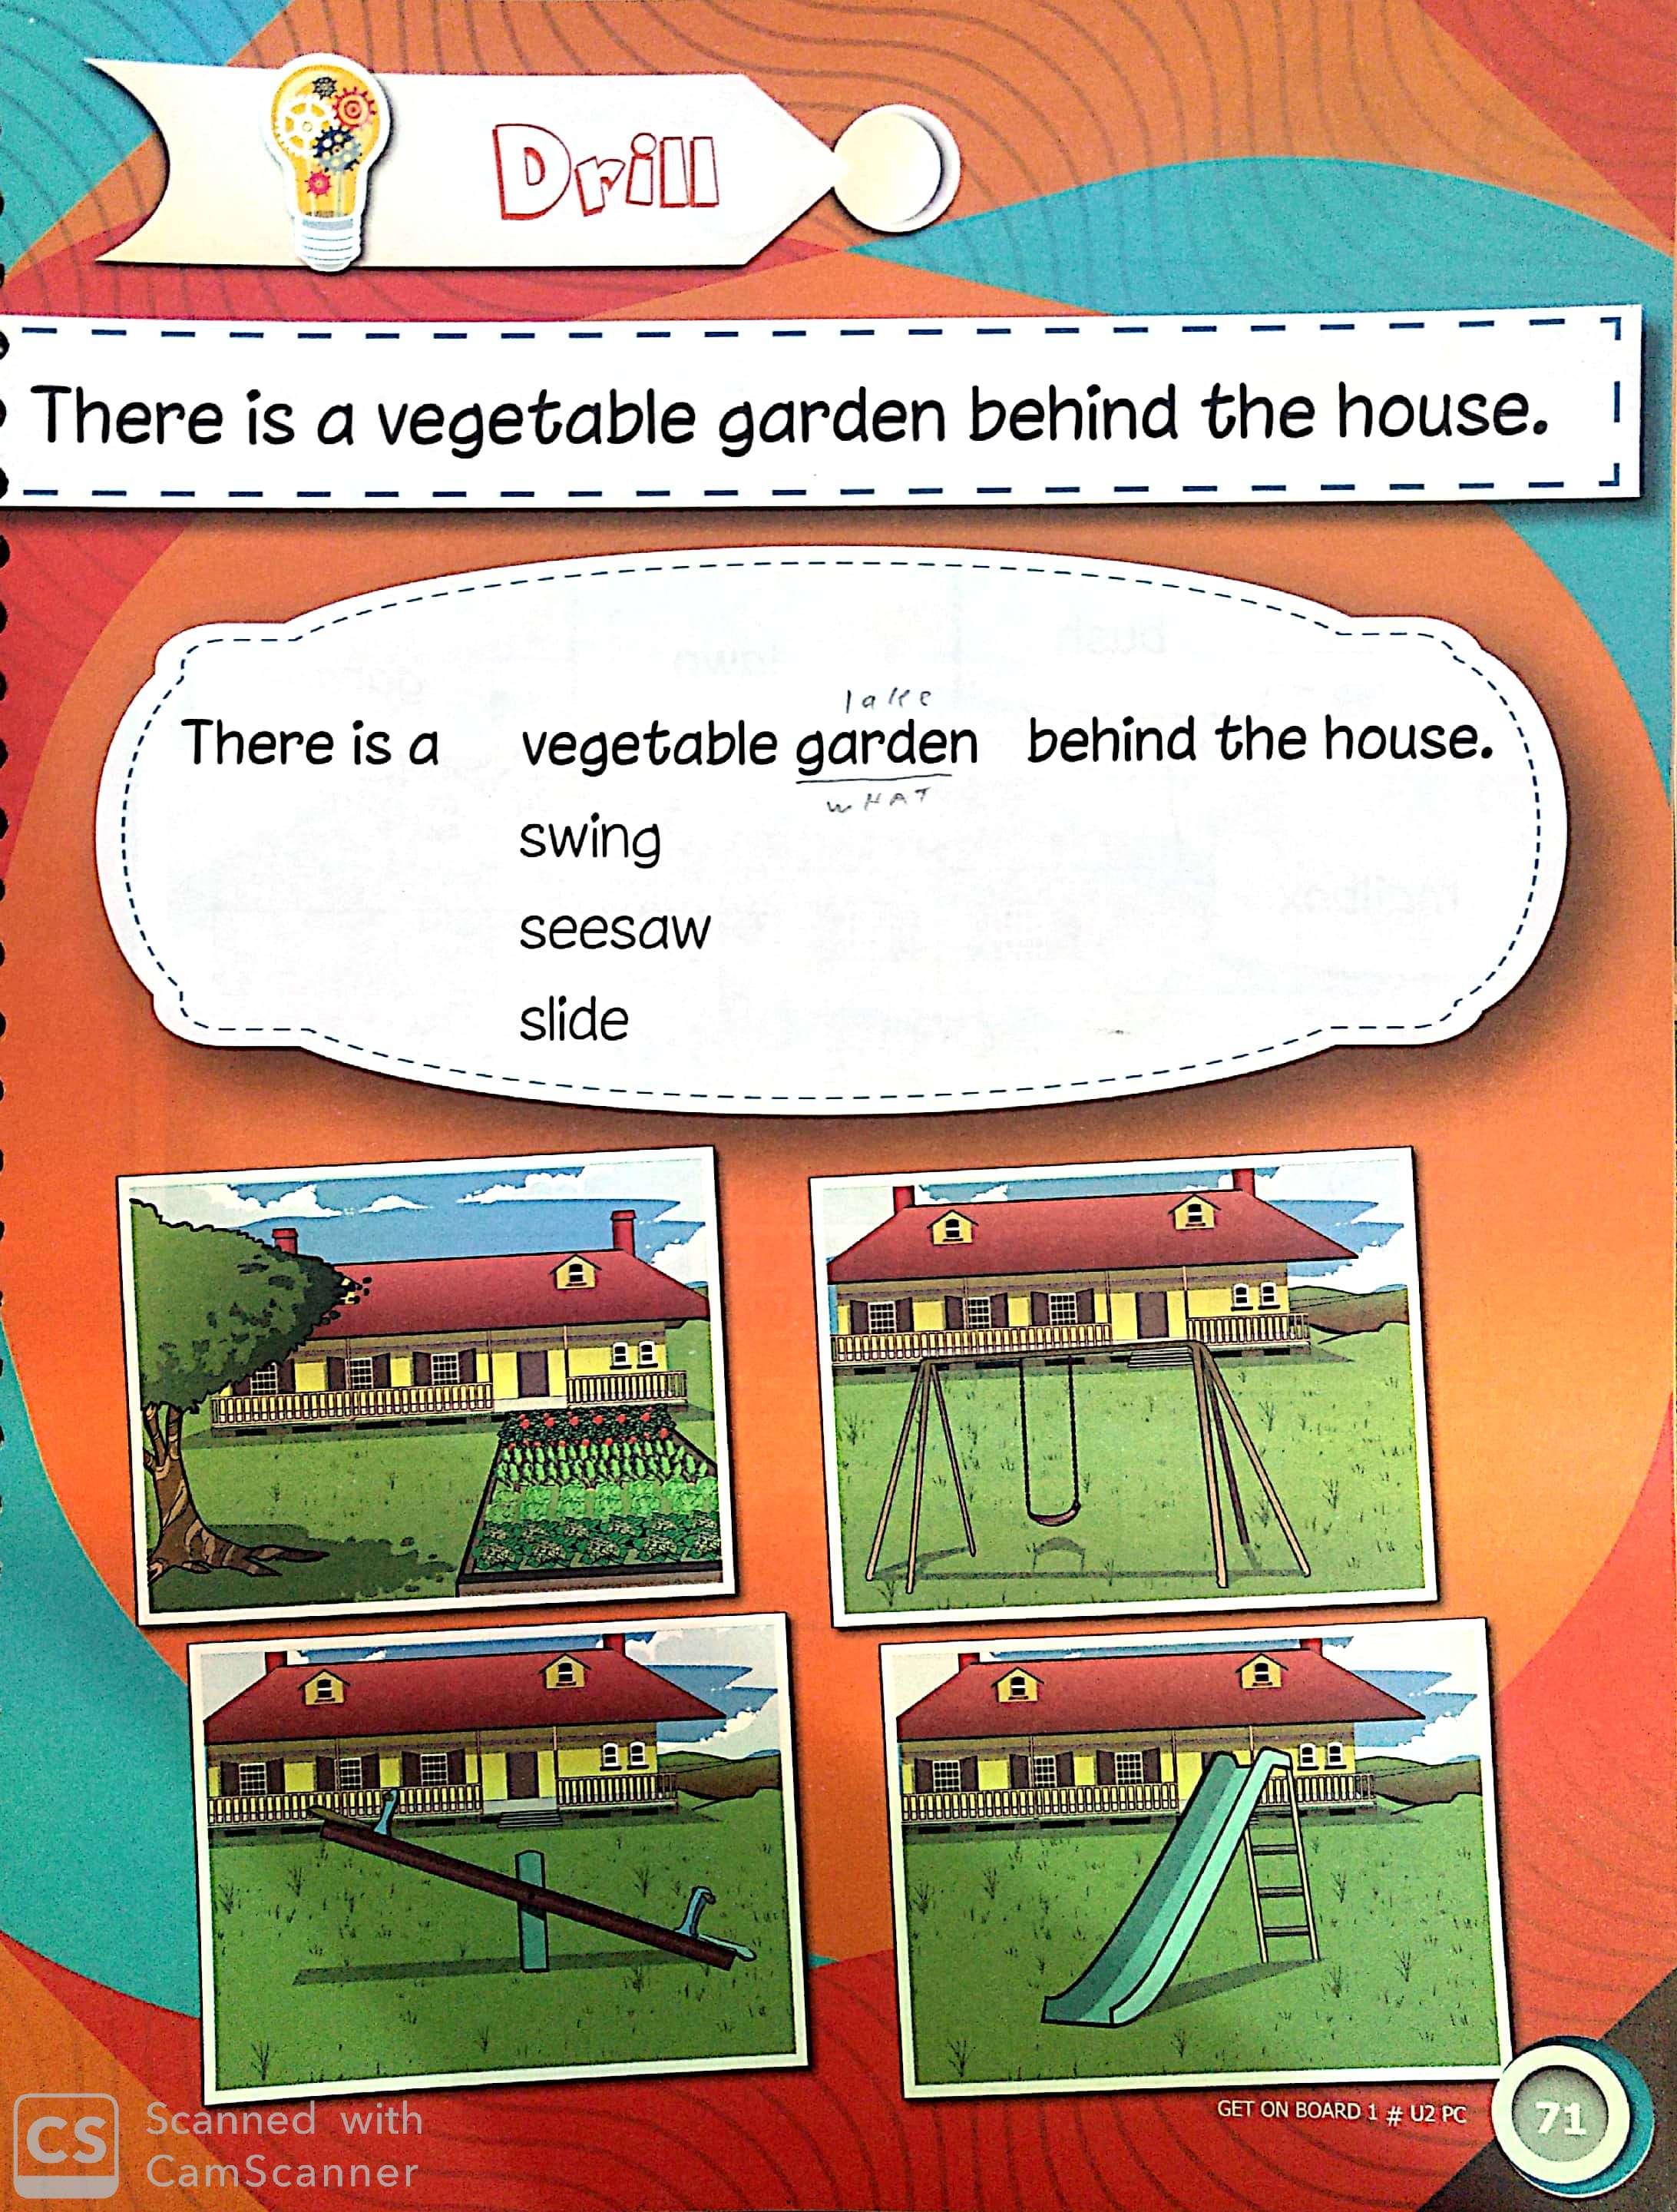 Drill
There is a vegetable garden behind the house.
lake
There is a vegetable garden behind the house.
WHAT
swing
seesaw
slide
GET ON BOARD 1 # U2 PC
71
CS
Scanned with
CamScanner